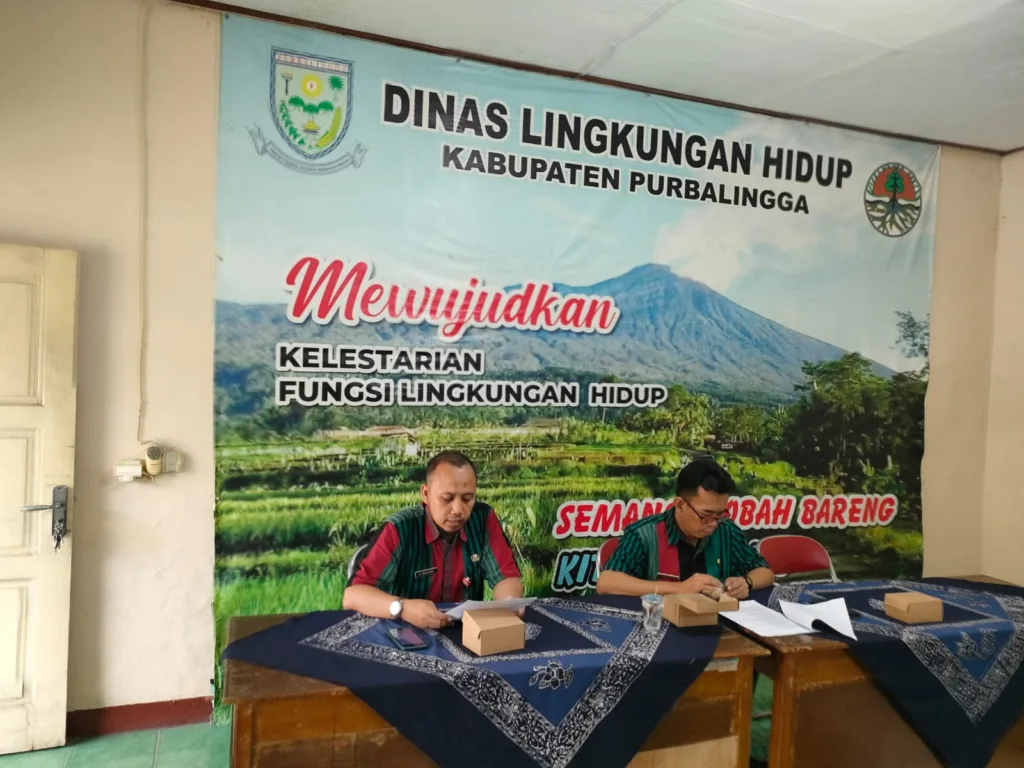 DINAS LINGKUNGAN HIDUP
KABUPATEN PURBALINGGA
Mewujudkan
KELESTARIAN
FUNGSI LINGKUNGAN HIDUP
BARENG